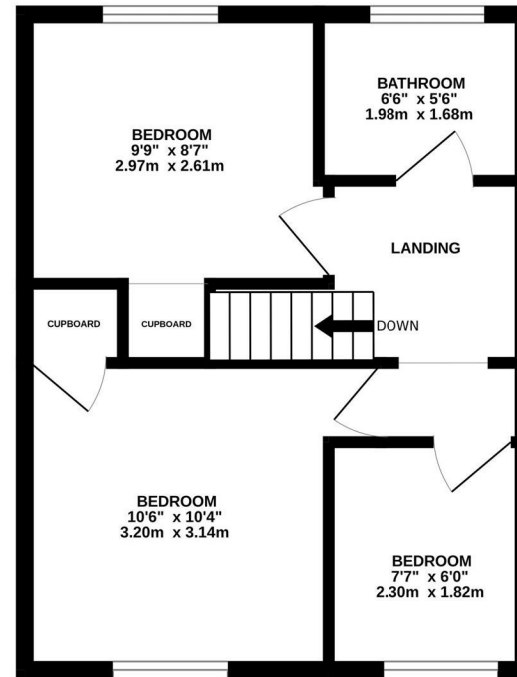 BEDROOM
9'9" x 8'7"
2.97m x 2.61m
BATHROOM
6'6" x 5'6"
1.98m x 1.68m
LANDING
CUPBOARD
CUPBOARD
DOWN
BEDROOM
10'6" x 10'4"
3.20m x 3.14m
BEDROOM
7'7" x 6'0"
2.30m x 1.82m